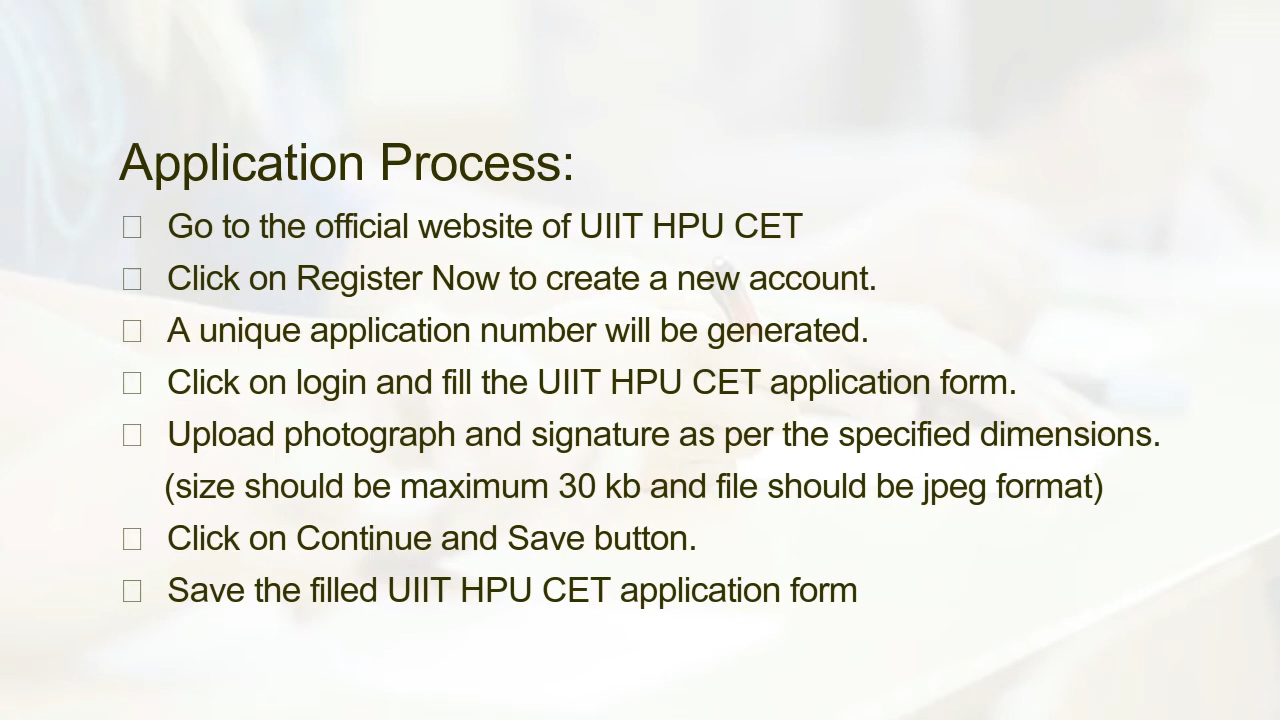 Application Process:
Go to the official website of UIIT HPU CET
Click on Register Now to create a new account.
A unique application number will be generated.
Click on login and fill the UIIT HPU CET application form.
Upload photograph and signature as per the specified dimensions.
(size should be maximum 30 kb and file should be jpeg format)
Click on Continue and Save button.
Save the filled UIIT HPU CET application form